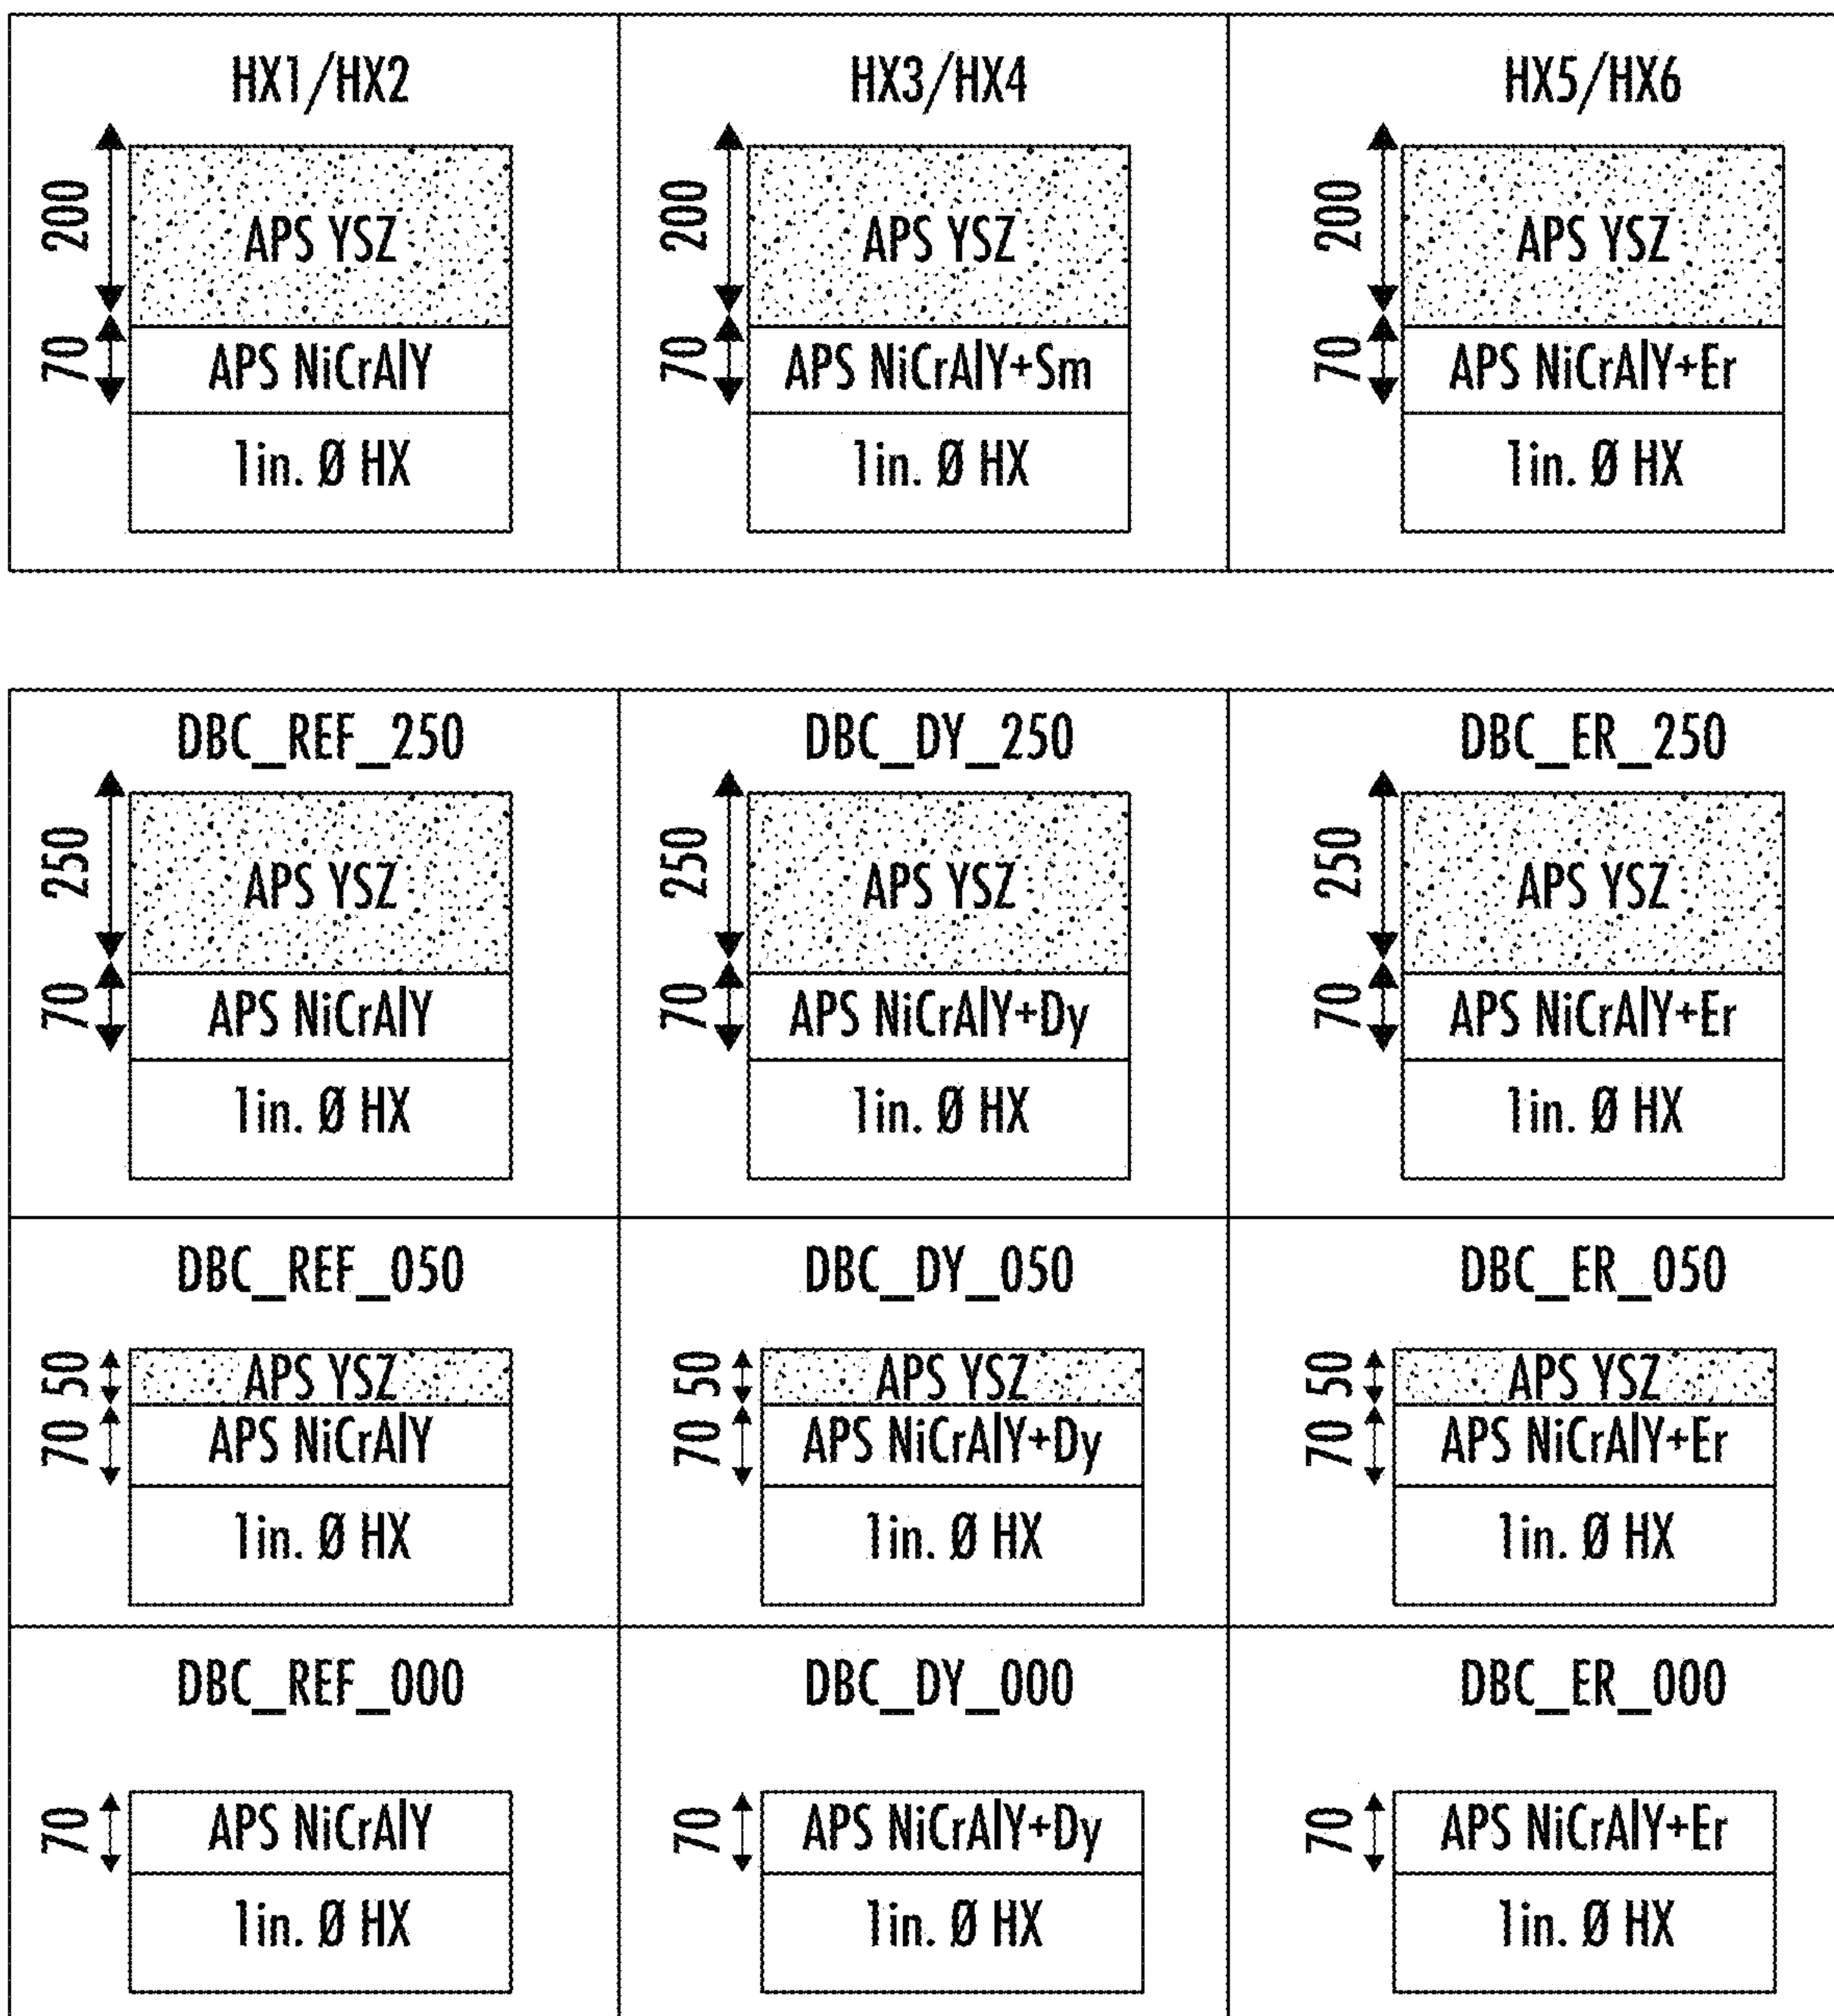 HX1/HX2
200
APS YSZ
70
APS NiCrAlY
1in. Ø HX
HX3/HX4
200
APS YSZ
70
APS NiCrAlY+Sm
1in. Ø HX
HX5/HX6
200
APS YSZ
70
APS NiCrAlY+Er
1in. Ø HX
DBC_REF_250
250
APS YSZ
70
APS NiCrAlY
1in. Ø HX
DBC_DY_250
250
APS YSZ
70
APS NiCrAlY+Dy
1in. Ø HX
DBC_ER_250
250
APS YSZ
70
APS NiCrAlY+Er
1in. Ø HX
DBC_REF_050
50
APS YSZ
70
APS NiCrAlY
1in. Ø HX
DBC_DY_050
50
APS YSZ
70
APS NiCrAlY+Dy
1in. Ø HX
DBC_ER_050
50
APS YSZ
70
APS NiCrAlY+Er
1in. Ø HX
DBC_REF_000
70
APS NiCrAlY
1in. Ø HX
DBC_DY_000
70
APS NiCrAlY+Dy
1in. Ø HX
DBC_ER_000
70
APS NiCrAlY+Er
1in. Ø HX